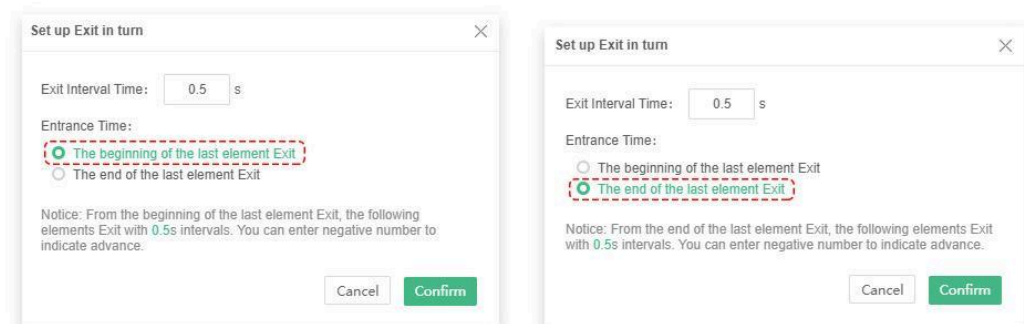 Set up Exit in turn
Exit Interval Time: 0.5 s
Entrance Time:
The beginning of the last element Exit
The end of the last element Exit
Notice: From the beginning of the last element Exit, the following
elements Exit with 0.5s intervals. You can enter negative number to
indicate advance.
Cancel Confirm
Set up Exit in turn
Exit Interval Time: 0.5 s
Entrance Time:
The beginning of the last element Exit
The end of the last element Exit
Notice: From the end of the last element Exit, the following elements Exit
with 0.5s intervals. You can enter negative number to indicate advance.
Cancel Confirm